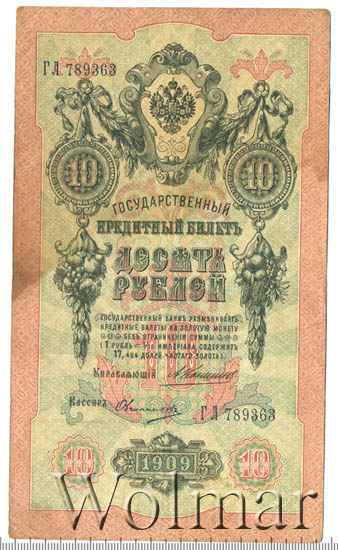 ГЛ 789363
10 10
ГОСУДАРСТВЕННЫЙ
КРЕДИТНЫЙ БИЛЕТЪ
ДЕСЯТЬ
РУБЛЕЙ
ГОСУДАРСТВЕННЫЙ БАНКЪ РАЗМѢНИВАЕТЪ
КРЕДИТНЫЕ БИЛЕТЫ НА ЗОЛОТУЮ МОНЕТУ
БЕЗЪ ОГРАНИЧЕНІЯ СУММЫ
(1 РУБЛЬ = 1/15 ИМПЕРІАЛА, СОДЕРЖИТЪ
17,424 ДОЛЕЙ ЧИСТАГО ЗОЛОТА)
Управляющій
Кассиръ
ГЛ 789363
10 1909 10
Wolmar